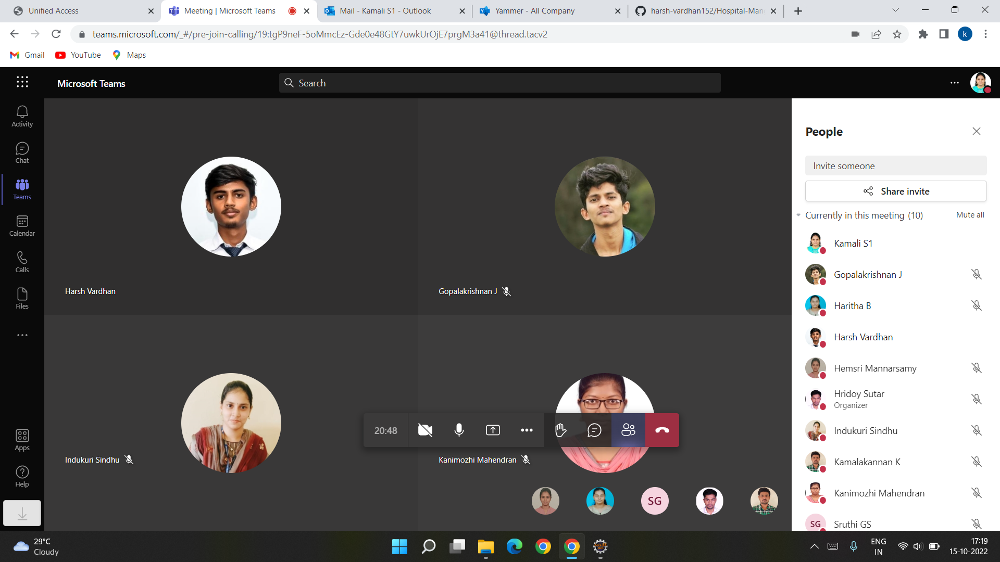 Unified Access
Meeting | Microsoft Teams
Mail - Kamali S1 - Outlook
Yammer - All Company
harsh-vardhan152/Hospital-Man
teams.microsoft.com/_#/pre-join-calling/19:tgP9neF-5oMmcEz-Gde0e48GtY7uwkUrOjE7prgM3a41@thread.tacv2
k
Gmail
YouTube
Maps
Microsoft Teams
Search
Activity
Chat
Teams
Calendar
Calls
Files
Apps
Help
Harsh Vardhan
Gopalakrishnan J
Indukuri Sindhu
Kanimozhi Mahendran
20:48
SG
People
Invite someone
Share invite
Currently in this meeting (10)
Mute all
Kamali S1
Gopalakrishnan J
Haritha B
Harsh Vardhan
Hemsri Mannarsamy
Hridoy Sutar
Organizer
Indukuri Sindhu
Kamalakannan K
Kanimozhi Mahendran
SG
Sruthi GS
29°C
Cloudy
ENG
IN
17:19
15-10-2022